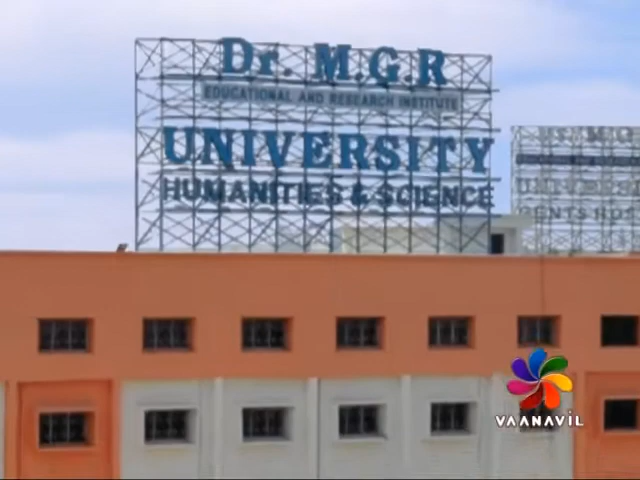 Dr. M.G.R
EDUCATIONAL AND RESEARCH INSTITUTE
UNIVERSITY
HUMANITIES & SCIENCE
VAANAVIL